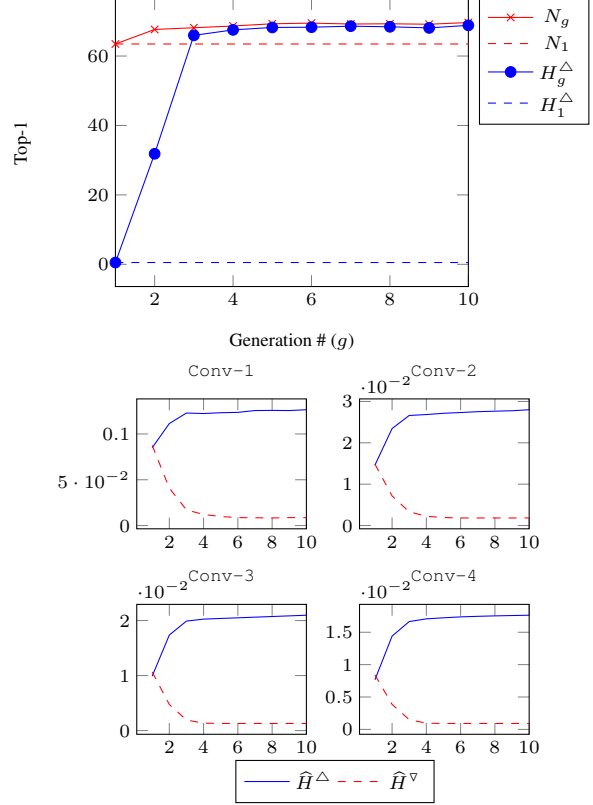 60
40
20
0
Top-1
2 4 6 8 10
Generation # (g)
N_g
N_1
H_g^△
H_1^△
Conv-1
0.1
5 · 10^−2
0
2 4 6 8 10
Conv-2
·10^−2
3
2
1
0
2 4 6 8 10
Conv-3
·10^−2
2
1
0
2 4 6 8 10
Conv-4
·10^−2
1.5
1
0.5
0
2 4 6 8 10
Ĥ^△ Ĥ^▽